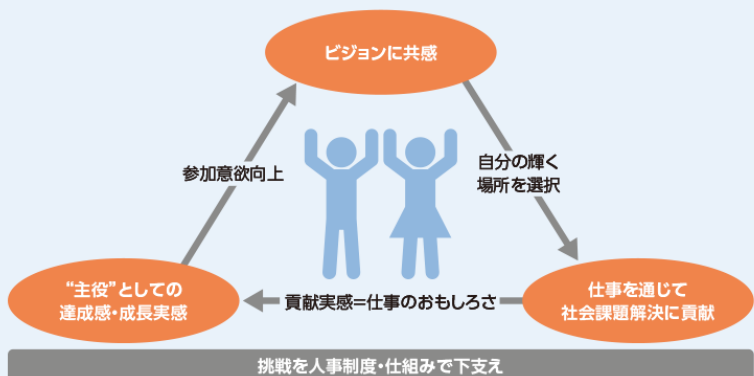 ビジョンに共感
参加意欲向上
自分の輝く
場所を選択
“主役”としての
達成感・成長実感
貢献実感=仕事のおもしろさ
仕事を通じて
社会課題解決に貢献
挑戦を人事制度・仕組みで下支え